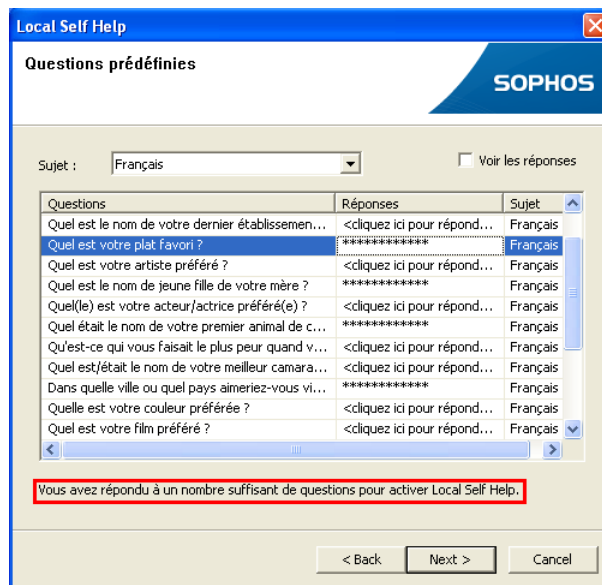 Local Self Help
Questions prédéfinies
SOPHOS
Sujet : Français Voir les réponses
Questions Réponses Sujet
Quel est le nom de votre dernier établissemen... <cliquez ici pour répond... Français
Quel est votre plat favori ? ************ Français
Quel est votre artiste préféré ? <cliquez ici pour répond... Français
Quel est le nom de jeune fille de votre mère ? ************ Français
Quel(le) est votre acteur/actrice préféré(e) ? <cliquez ici pour répond... Français
Quel était le nom de votre premier animal de c... ************ Français
Qu'est-ce qui vous faisait le plus peur quand v... <cliquez ici pour répond... Français
Quel est/était le nom de votre meilleur camara... <cliquez ici pour répond... Français
Dans quelle ville ou quel pays aimeriez-vous vi... ************ Français
Quelle est votre couleur préférée ? <cliquez ici pour répond... Français
Quel est votre film préféré ? <cliquez ici pour répond... Français
Vous avez répondu à un nombre suffisant de questions pour activer Local Self Help.
< Back Next > Cancel